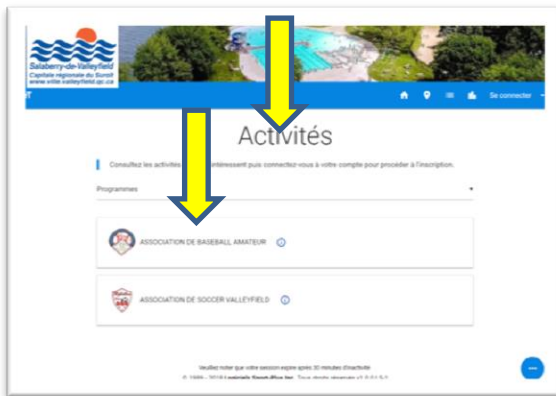 Salaberry-de-Valleyfield
Capitale régionale du Suroît
www.ville.valleyfield.qc.ca
Se connecter
Activités
Consultez les activités intéressent puis connectez-vous à votre compte pour procéder à l'inscription.
Programmes
ASSOCIATION DE BASEBALL AMATEUR
ASSOCIATION DE SOCCER VALLEYFIELD
Veuillez noter que votre session expire après 30 minutes d'inactivité
Logiciels Sport-Plus Inc. Tous droits réservés